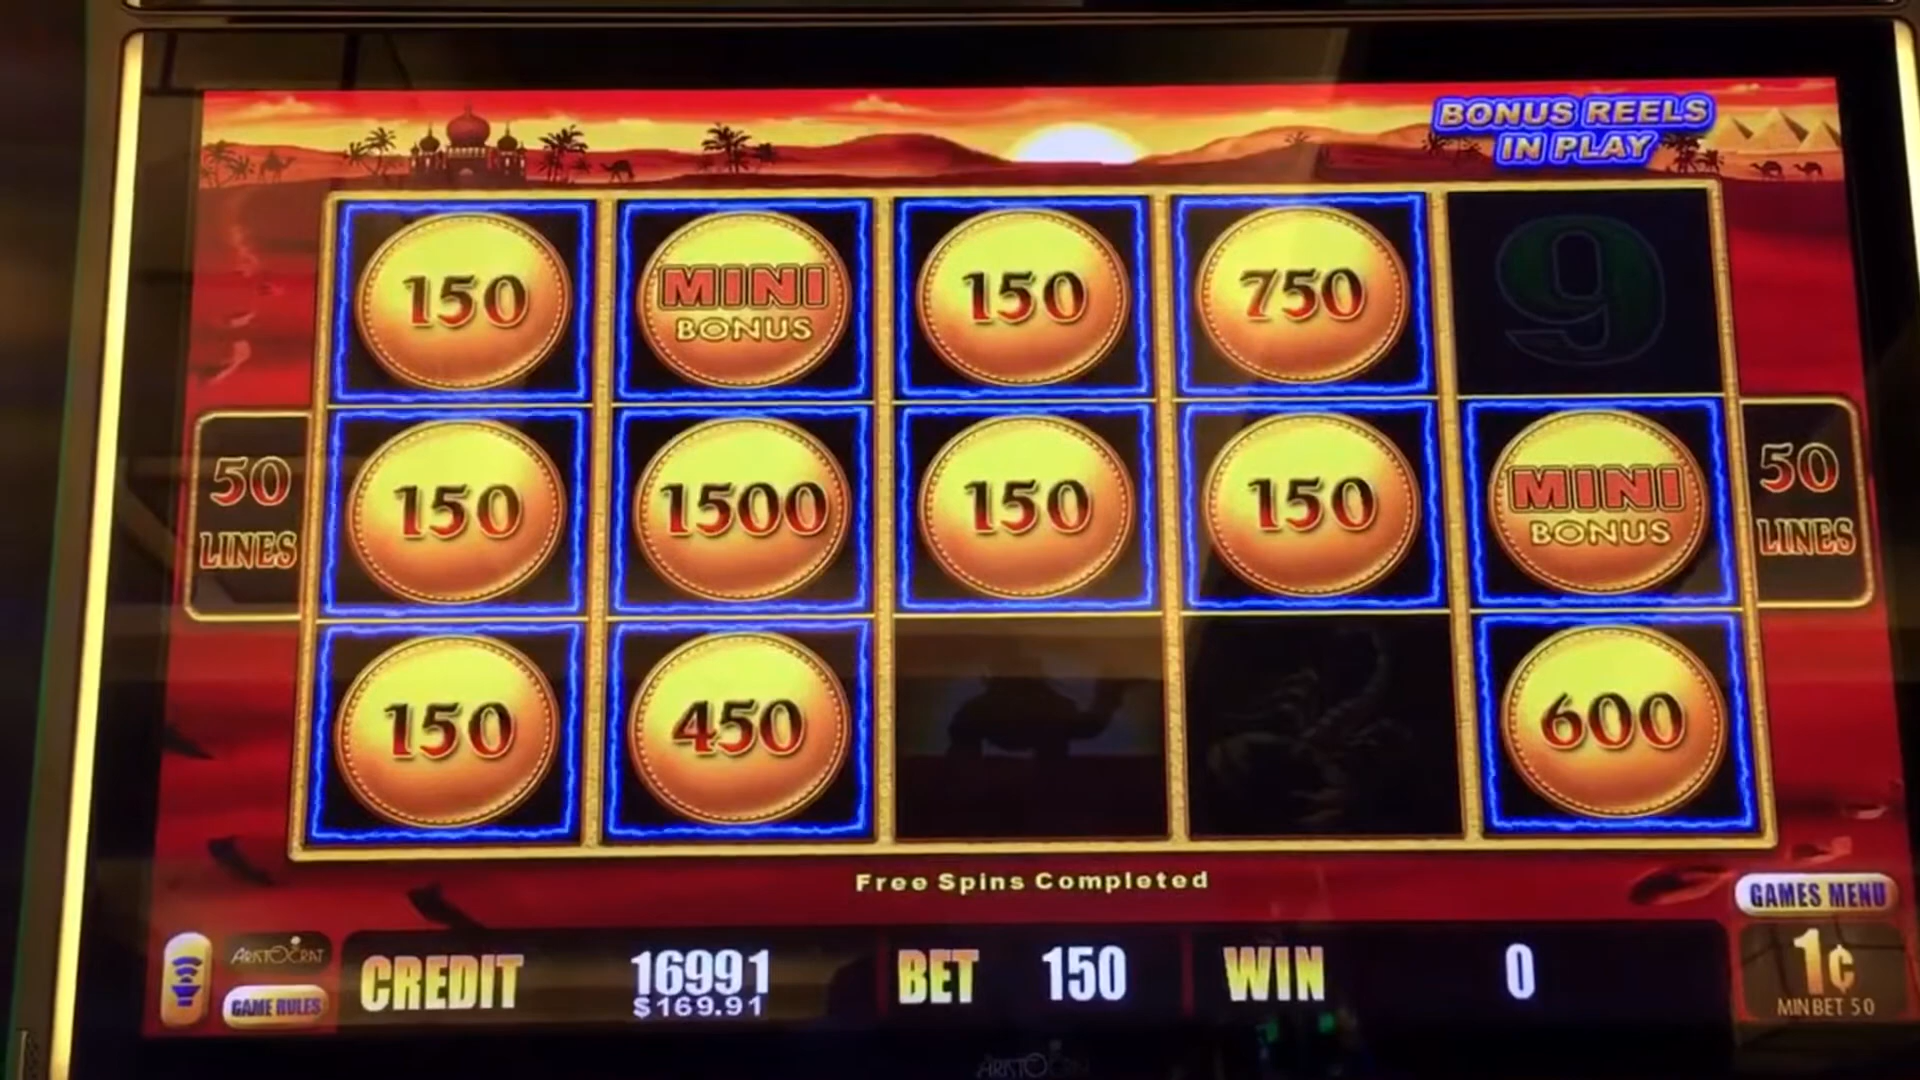 BONUS REELS
IN PLAY
150
MINI
BONUS
150
750
9
50
LINES
150
1500
150
150
MINI
BONUS
50
LINES
150
450
600
Free Spins Completed
GAMES MENU
ARISTOCRAT
GAME RULES
CREDIT
16991
$169.91
BET
150
WIN
0
1¢
MIN BET 50
ARISTOCRAT